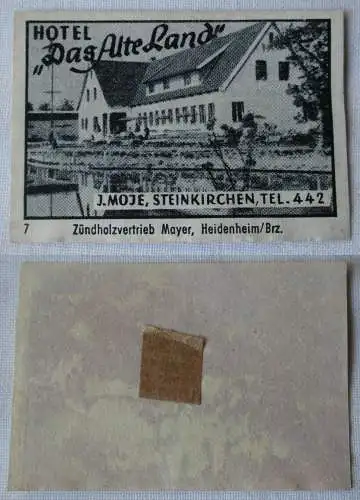 HOTEL
„Das Alte Land"
J. MOJE, STEINKIRCHEN, TEL. 442
7 Zündholzvertrieb Mayer, Heidenheim/Brz.